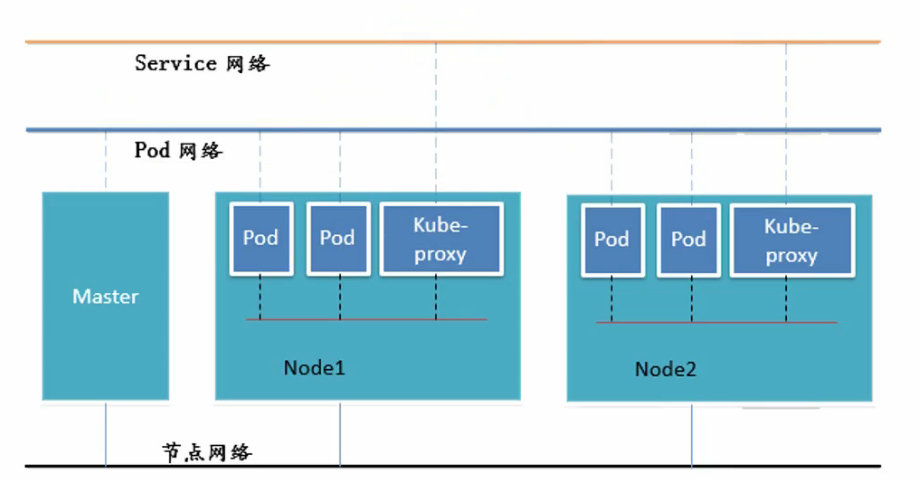 Service 网络
Pod 网络
Master
Pod
Pod
Kube-
proxy
Node1
Pod
Pod
Kube-
proxy
Node2
节点网络